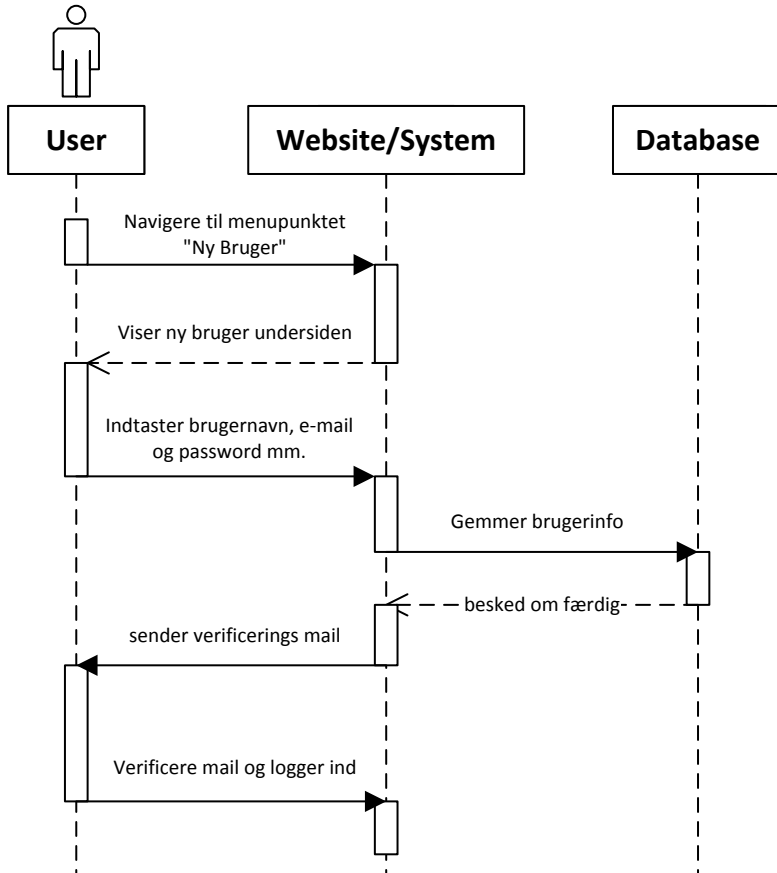 User
Website/System
Database
Navigere til menupunktet
"Ny Bruger"
Viser ny bruger undersiden
Indtaster brugernavn, e-mail
og password mm.
Gemmer brugerinfo
besked om færdig
sender verificerings mail
Verificere mail og logger ind